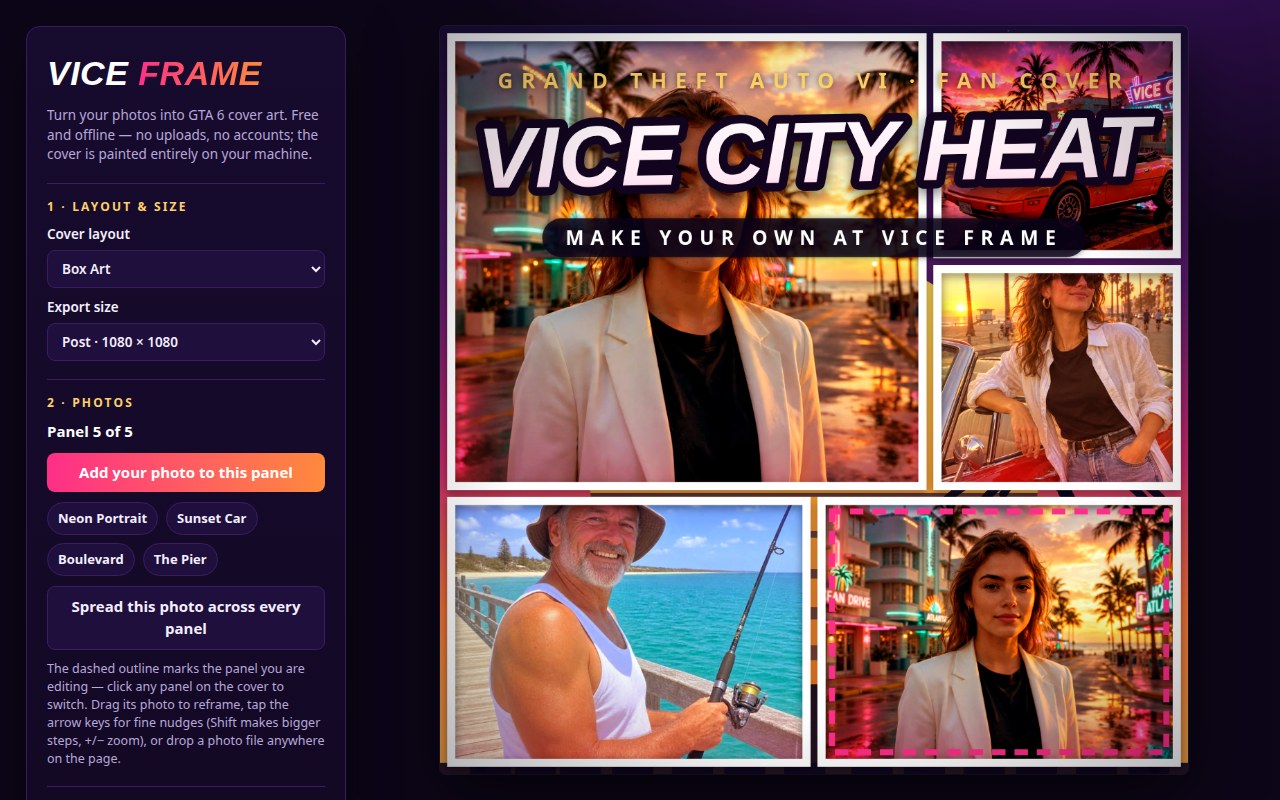 VICE FRAME
Turn your photos into GTA 6 cover art. Free
and offline — no uploads, no accounts; the
cover is painted entirely on your machine.
1 · LAYOUT & SIZE
Cover layout
Box Art
Export size
Post · 1080 × 1080
2 · PHOTOS
Panel 5 of 5
Add your photo to this panel
Neon Portrait
Sunset Car
Boulevard
The Pier
Spread this photo across every
panel
The dashed outline marks the panel you are
editing — click any panel on the cover to
switch. Drag its photo to reframe, tap the
arrow keys for fine nudges (Shift makes bigger
steps, +/− zoom), or drop a photo file anywhere
on the page.
GRAND THEFT AUTO VI · FAN COVER
VICE CITY HEAT
MAKE YOUR OWN AT VICE FRAME
VICE C
FAN DRIVE
ATLANTIC